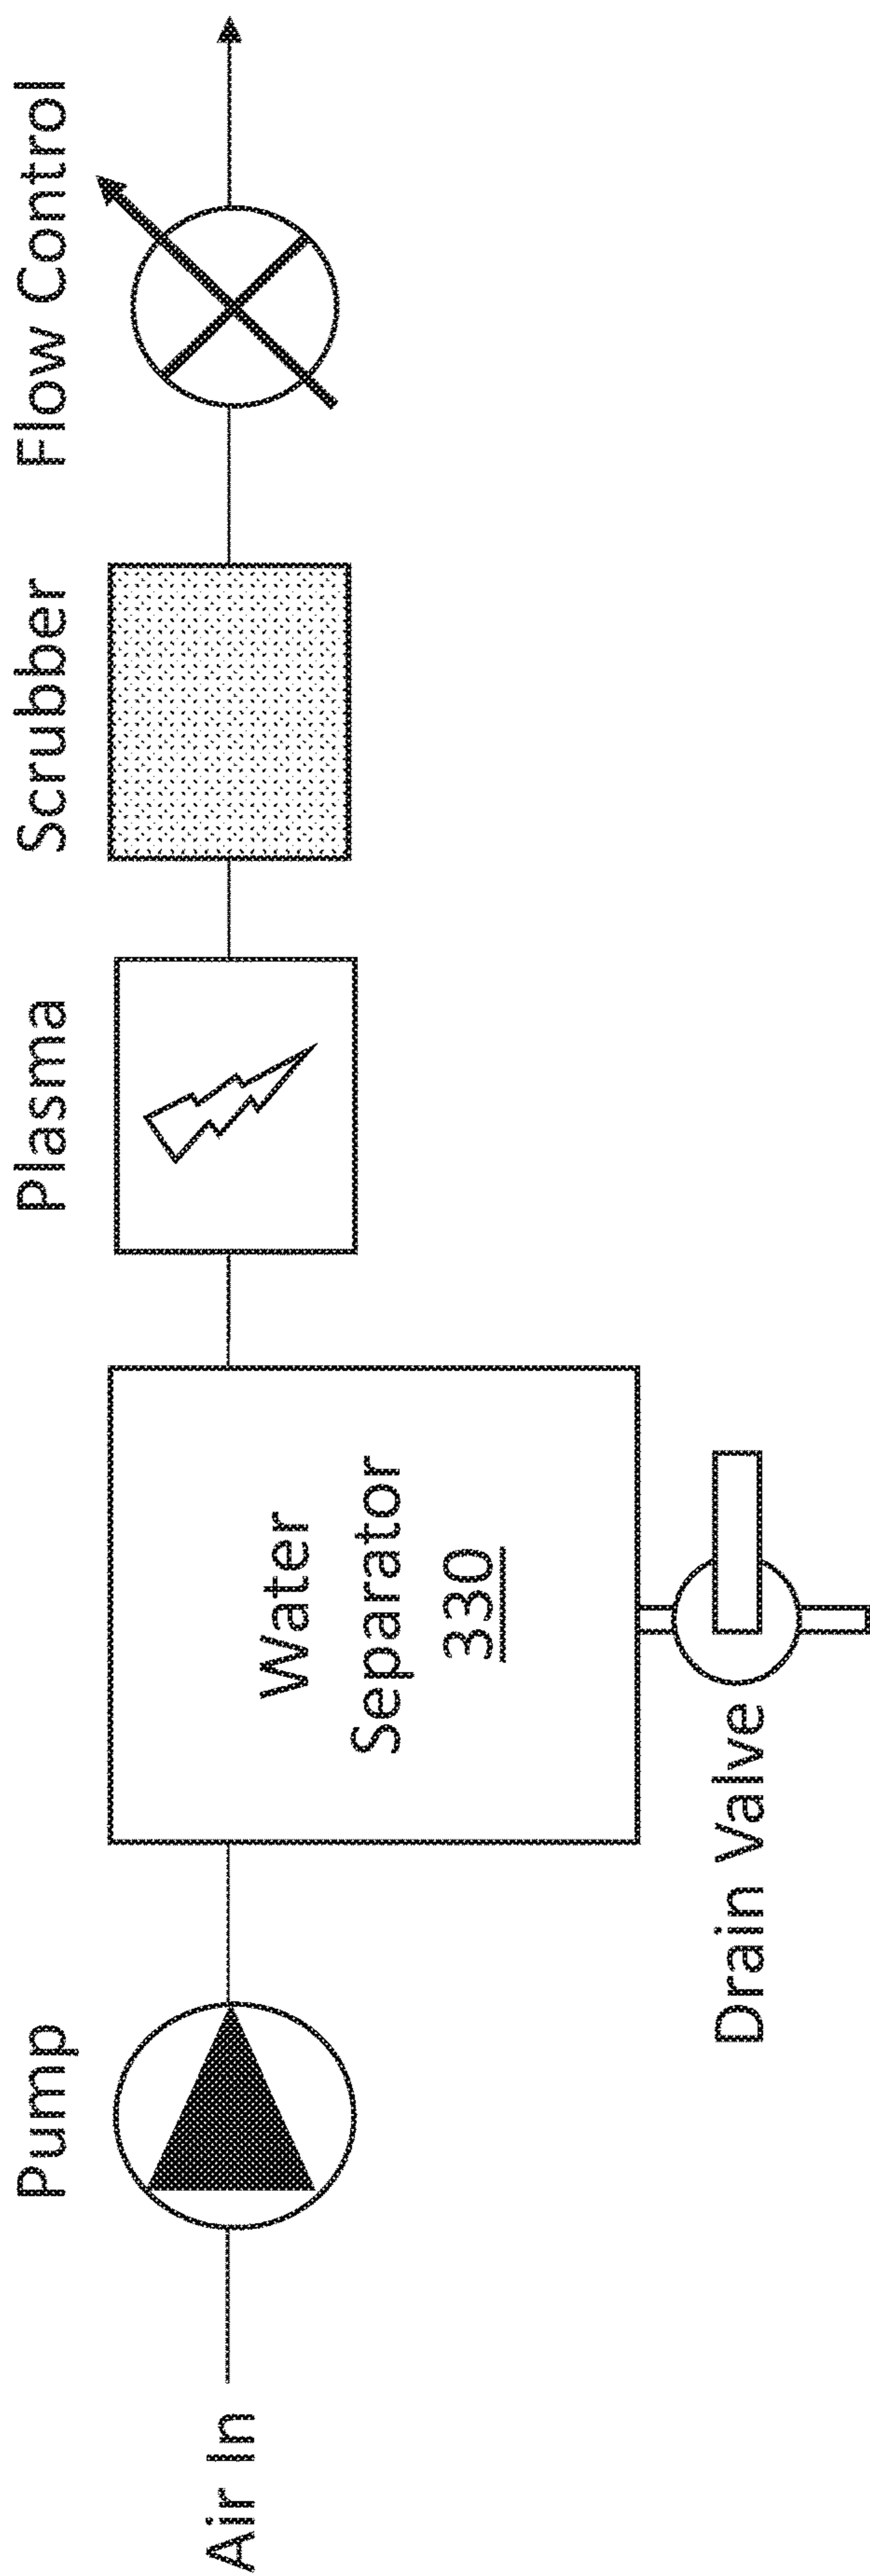 Air In
Pump
Water
Separator
330
Drain Valve
Plasma
Scrubber
Flow Control